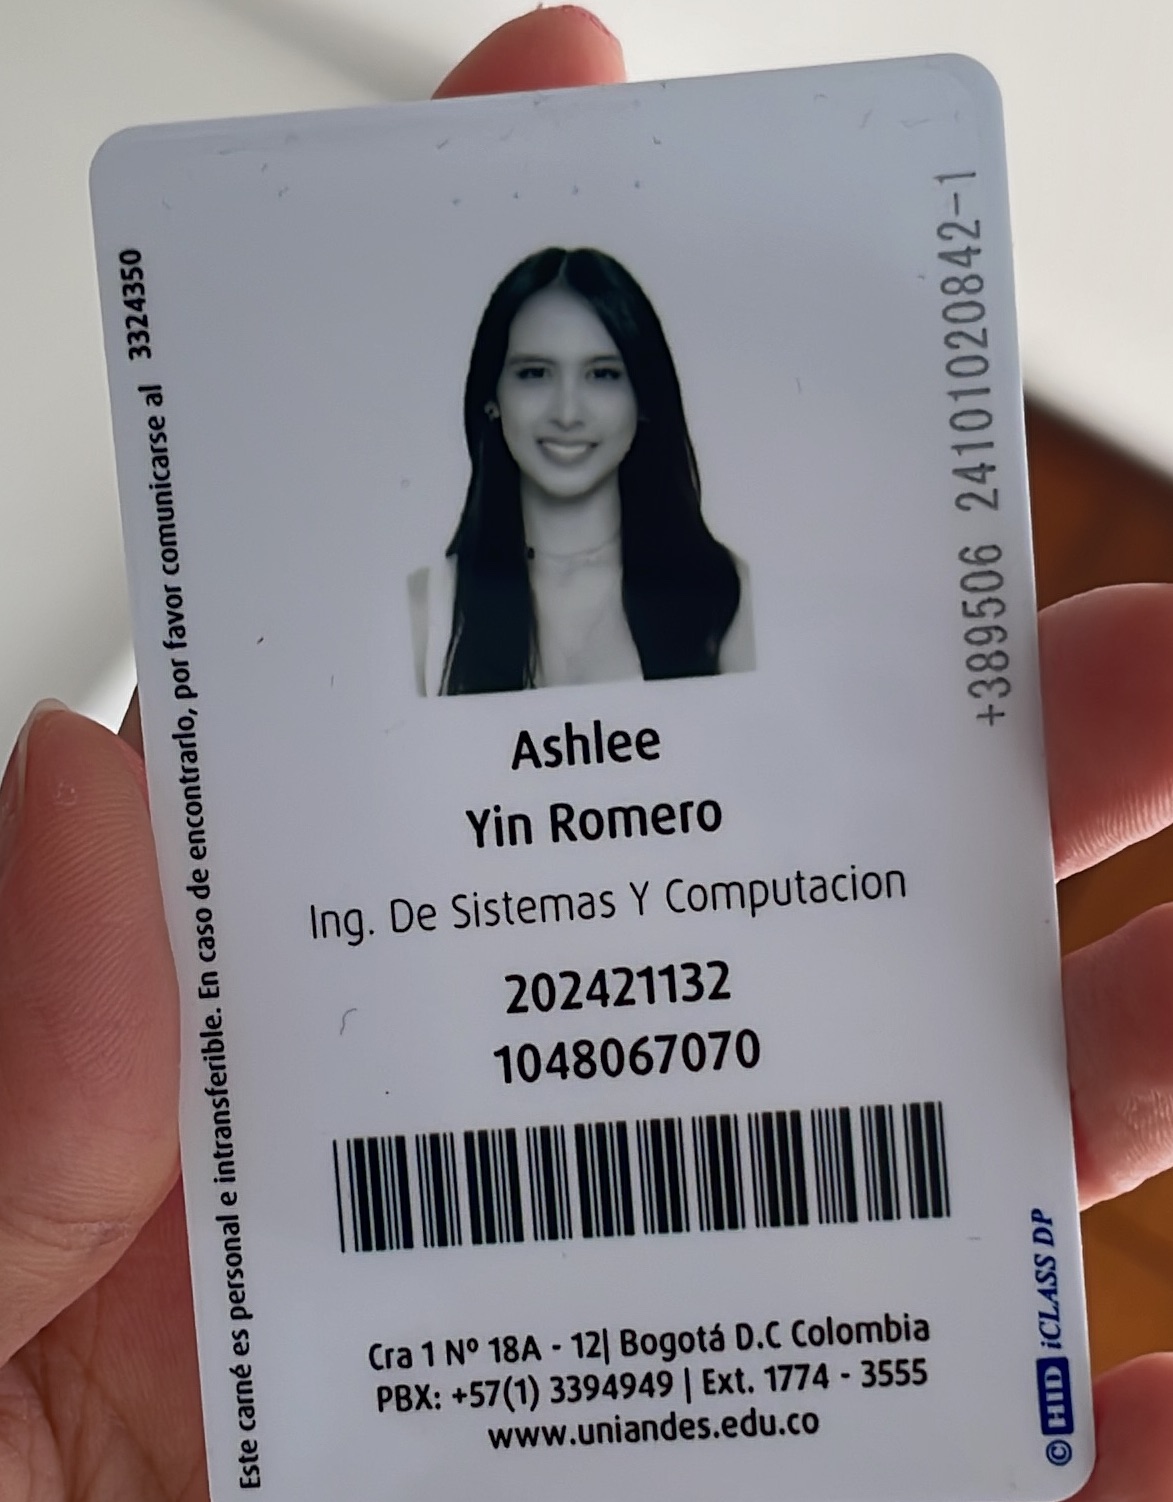 Ashlee
Yin Romero
Ing. De Sistemas Y Computacion
202421132
1048067070
Cra 1 Nº 18A - 12| Bogotá D.C Colombia
PBX: +57(1) 3394949 | Ext. 1774 - 3555
www.uniandes.edu.co
Este carné es personal e intransferible. En caso de encontrarlo, por favor comunicarse al 3324350
+389506 24101020842-1
© HID iCLASS DP